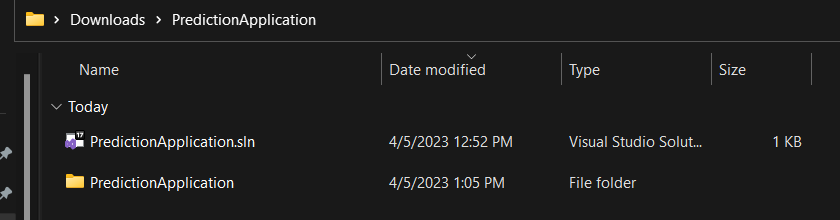 Downloads > PredictionApplication
Name Date modified Type Size
Today
17 PredictionApplication.sln 4/5/2023 12:52 PM Visual Studio Solut... 1 KB
PredictionApplication 4/5/2023 1:05 PM File folder